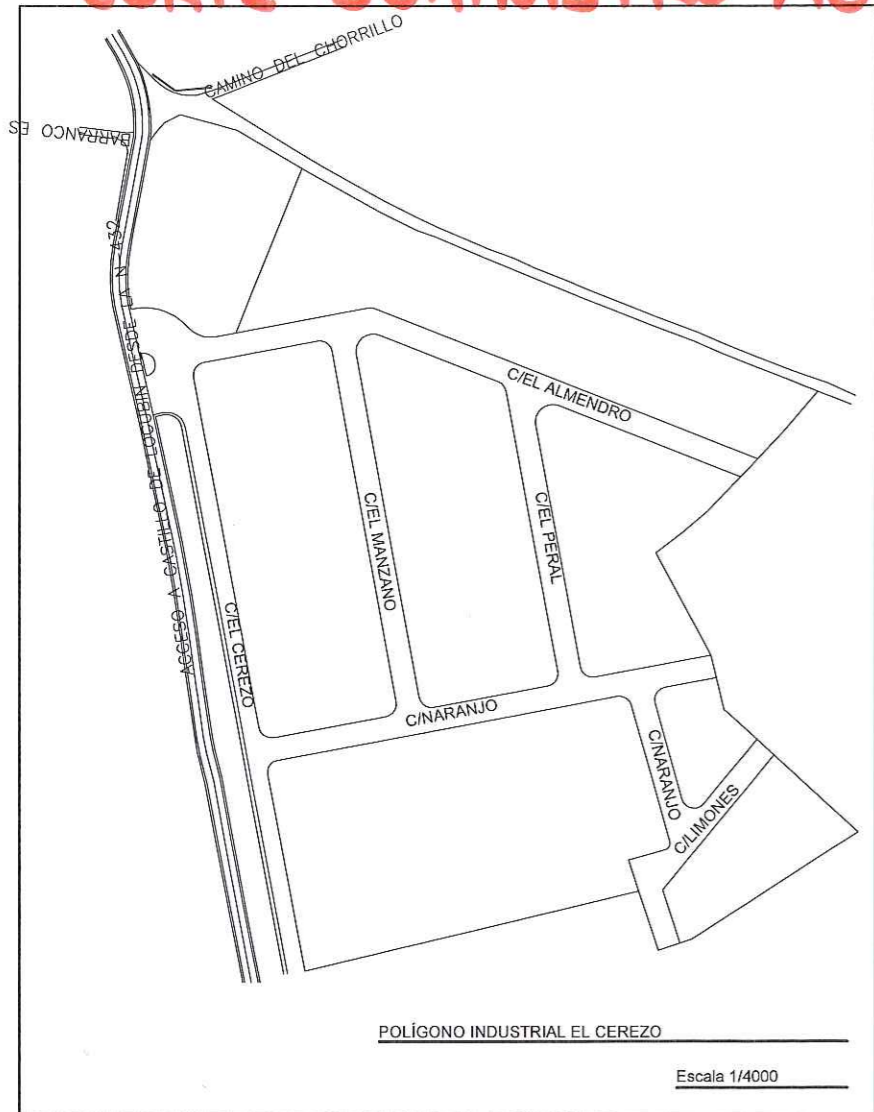 CAMINO DEL CHORRILLO
BARRANCO ES
ACCESO A CASTILLO DE LOCUBIN DESDE LA N 432
C/EL ALMENDRO
C/EL MANZANO
C/EL PERAL
C/EL CEREZO
C/NARANJO
C/NARANJO
C/LIMONES
POLÍGONO INDUSTRIAL EL CEREZO
Escala 1/4000